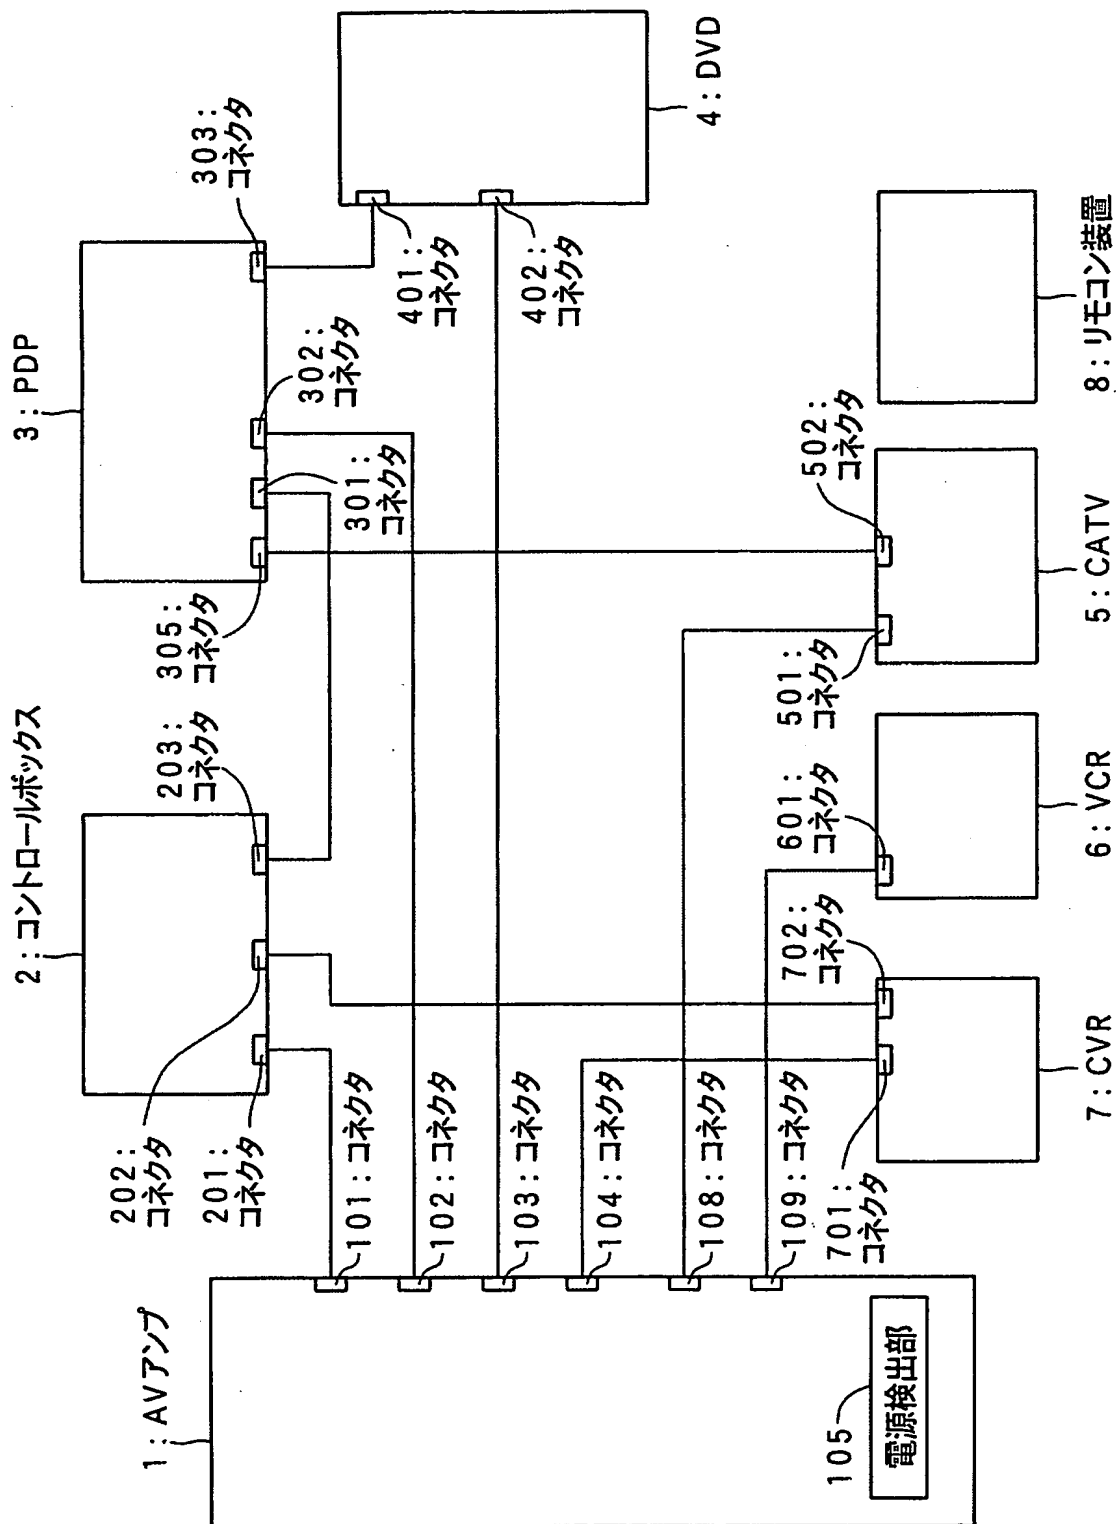 1:AVアンプ
2:コントロールボックス
3:PDP
202:
コネクタ
201:
コネクタ
203:
コネクタ
305:
コネクタ
301:
コネクタ
302:
コネクタ
303:
コネクタ
101:コネクタ
102:コネクタ
103:コネクタ
104:コネクタ
108:コネクタ
109:コネクタ
401:
コネクタ
402:
コネクタ
4:DVD
105
電源検出部
701:
コネクタ
702:
コネクタ
601:
コネクタ
501:
コネクタ
502:
コネクタ
7:CVR
6:VCR
5:CATV
8:リモコン装置